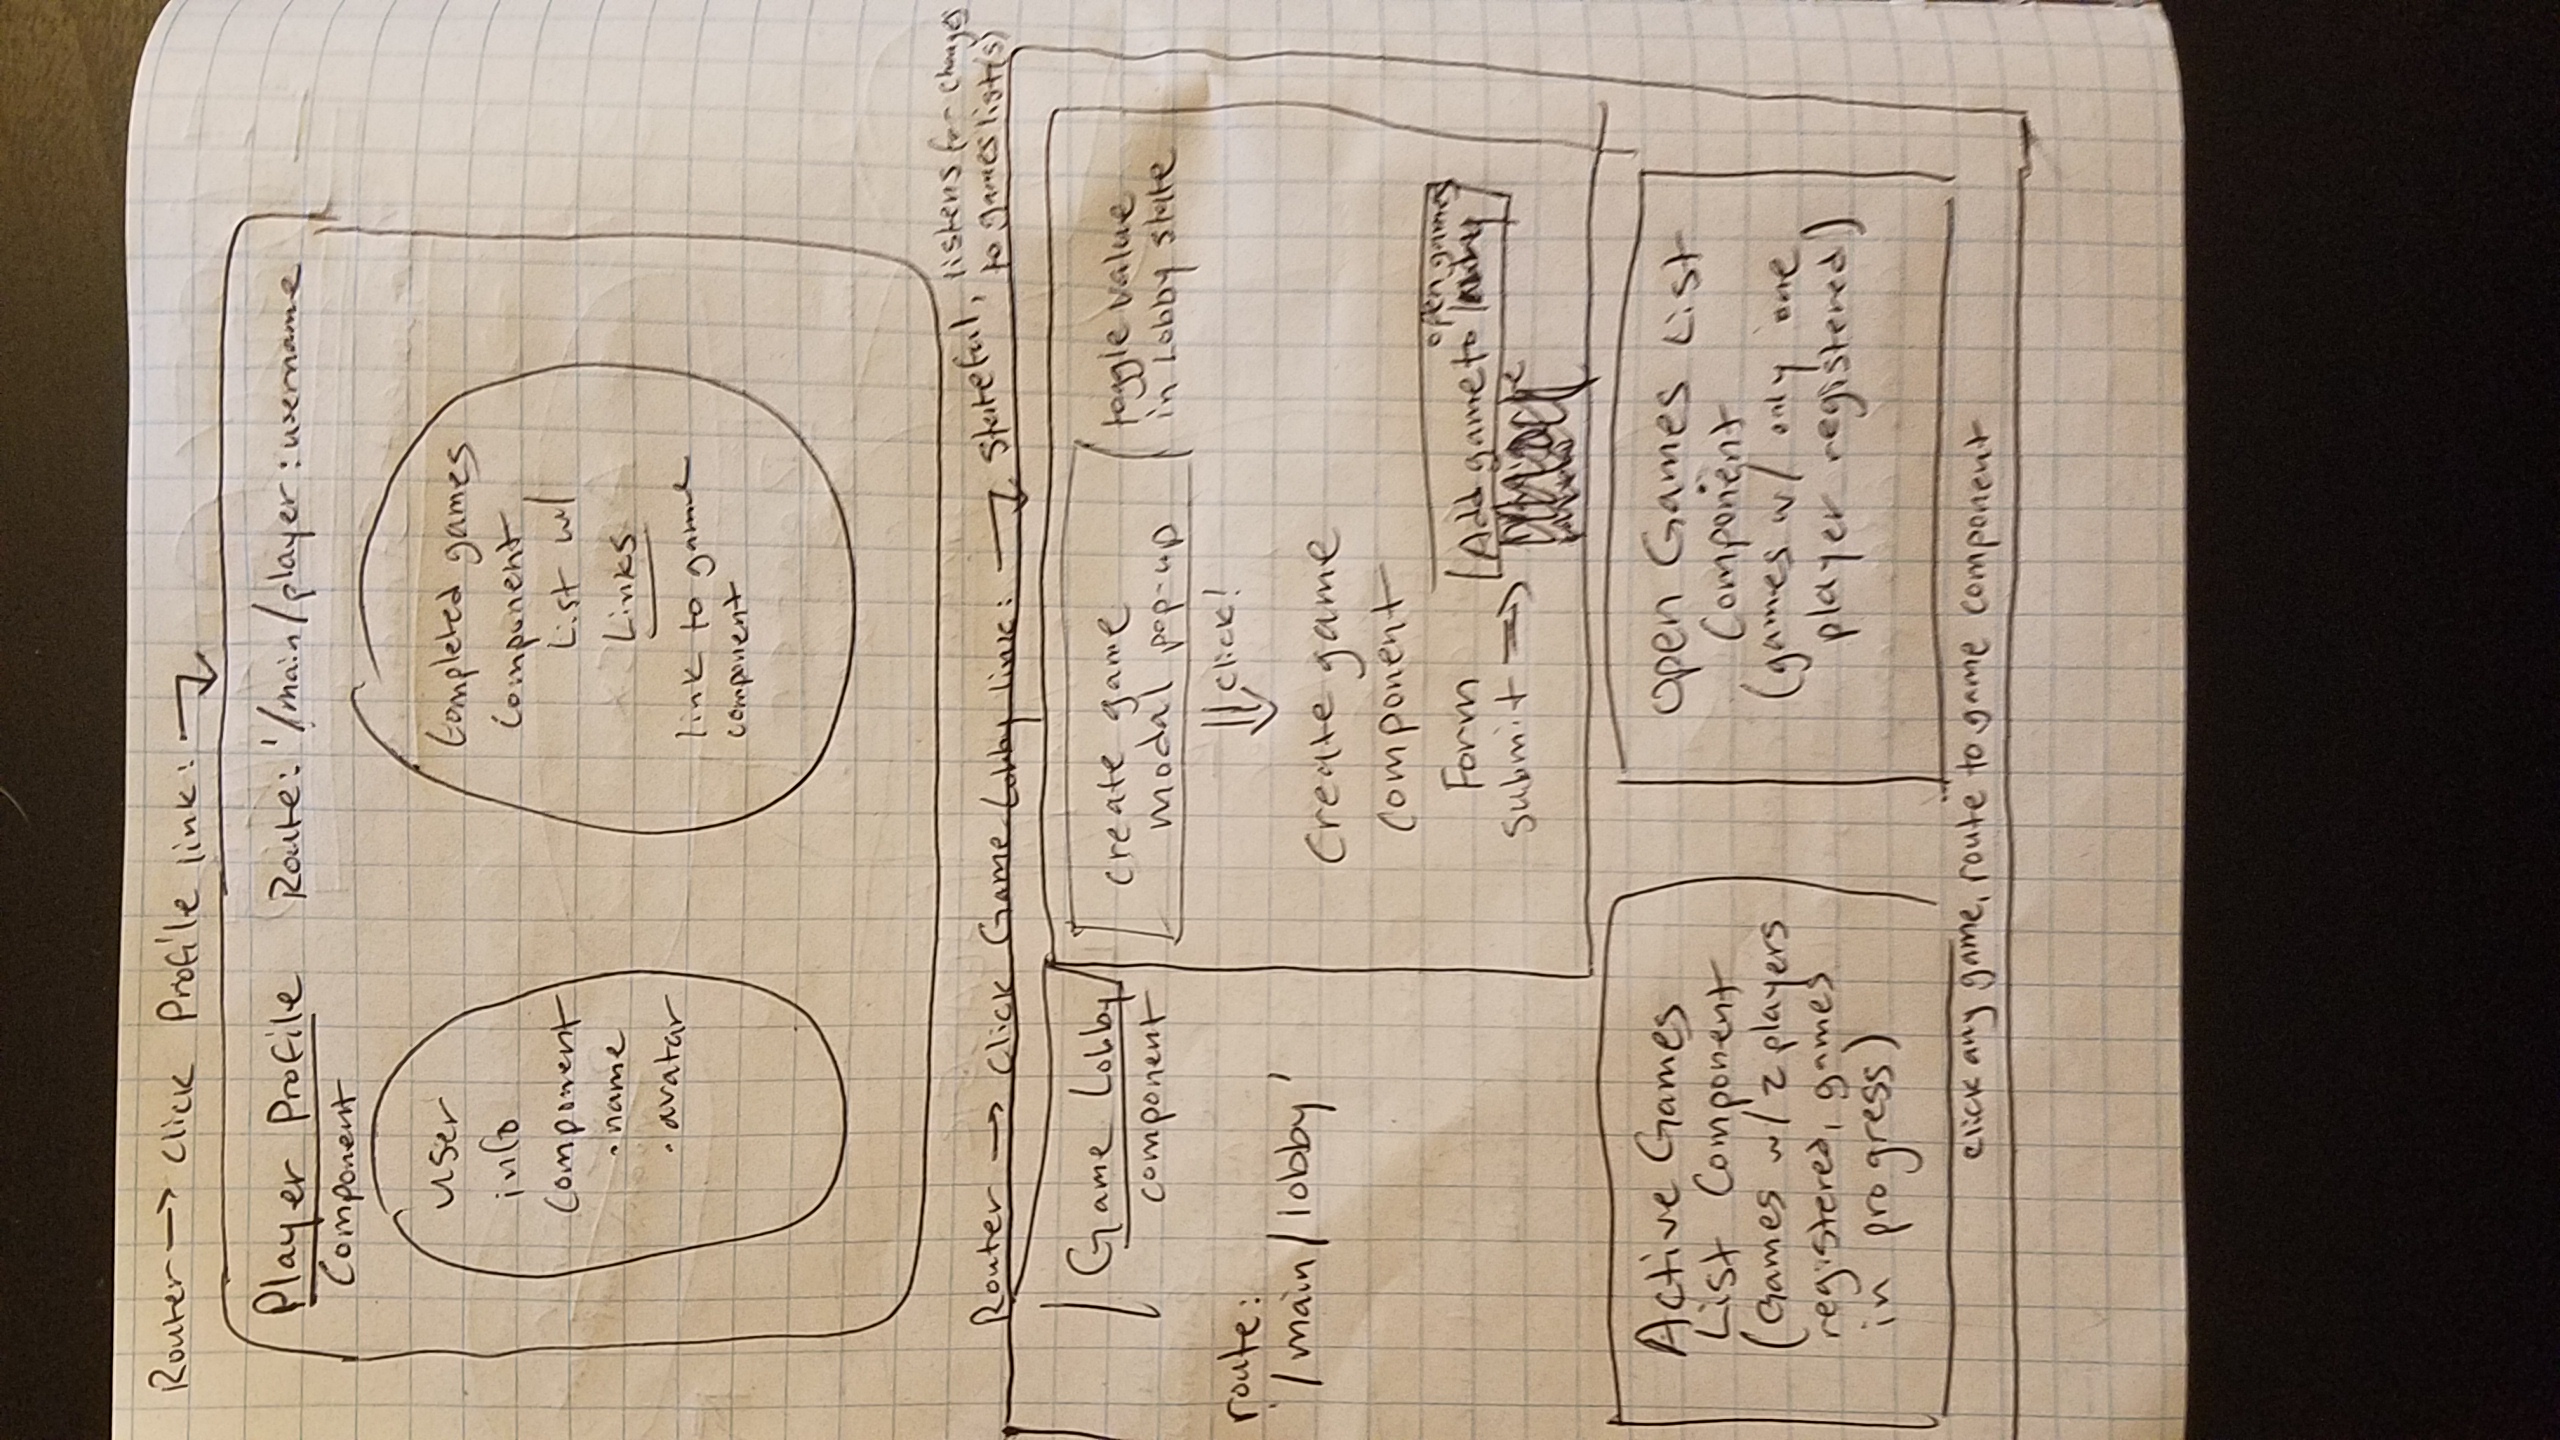 Router → click Profile link:
Player Profile
Component
Route: '/main/player:username
user
info
component
• name
• avatar
Completed games
component
List w/
Links
link to game
component
Router → click Game Lobby link:
stateful, listens for changes
to games list(s)
Game Lobby
component
route:
'/main/lobby'
create game
modal pop-up
toggle value
in Lobby state
click!
Create game
component
Form
submit ⇒
open games
Add game to
Active Games
List Component
(Games w/ 2 players
registered, games
in progress)
Open Games List
Component
(games w/ only one
player registered)
click any game, route to game component